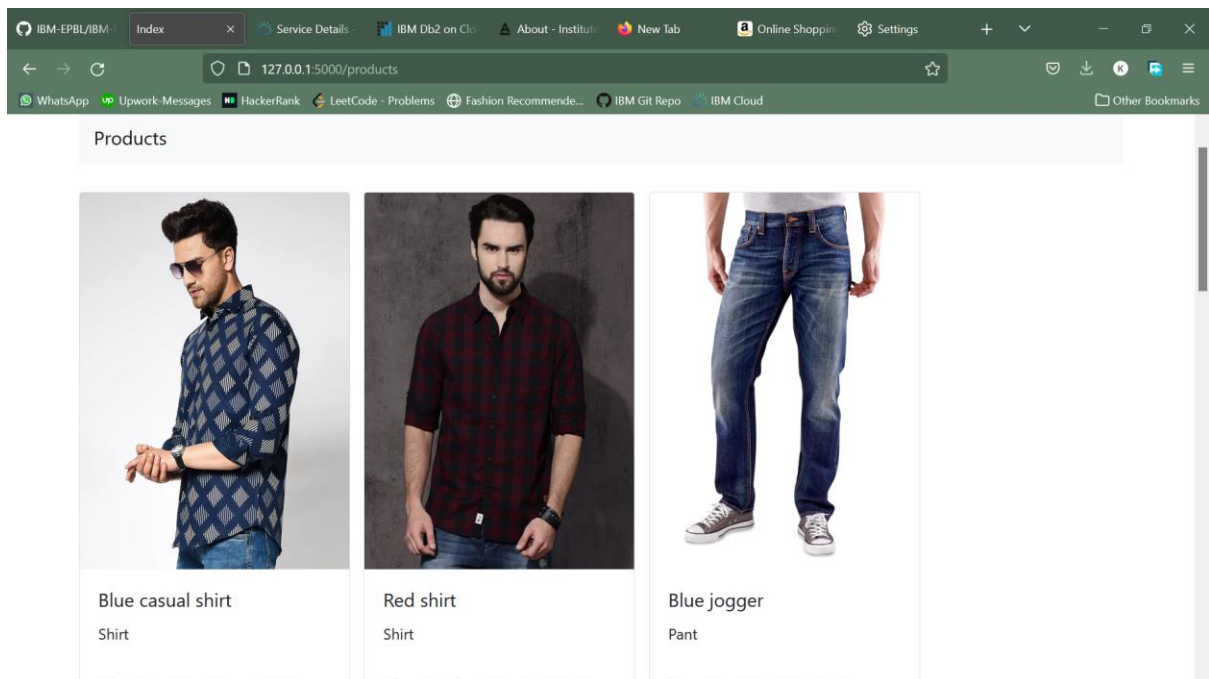 IBM-EPBL/IBM-
Index
Service Details -
IBM Db2 on Clo
About - Institut
New Tab
Online Shoppin
Settings
127.0.0.1:5000/products
K
WhatsApp
Upwork-Messages
HackerRank
LeetCode - Problems
Fashion Recommende...
IBM Git Repo
IBM Cloud
Other Bookmarks
Products
Blue casual shirt
Red shirt
Blue jogger
Shirt
Shirt
Pant